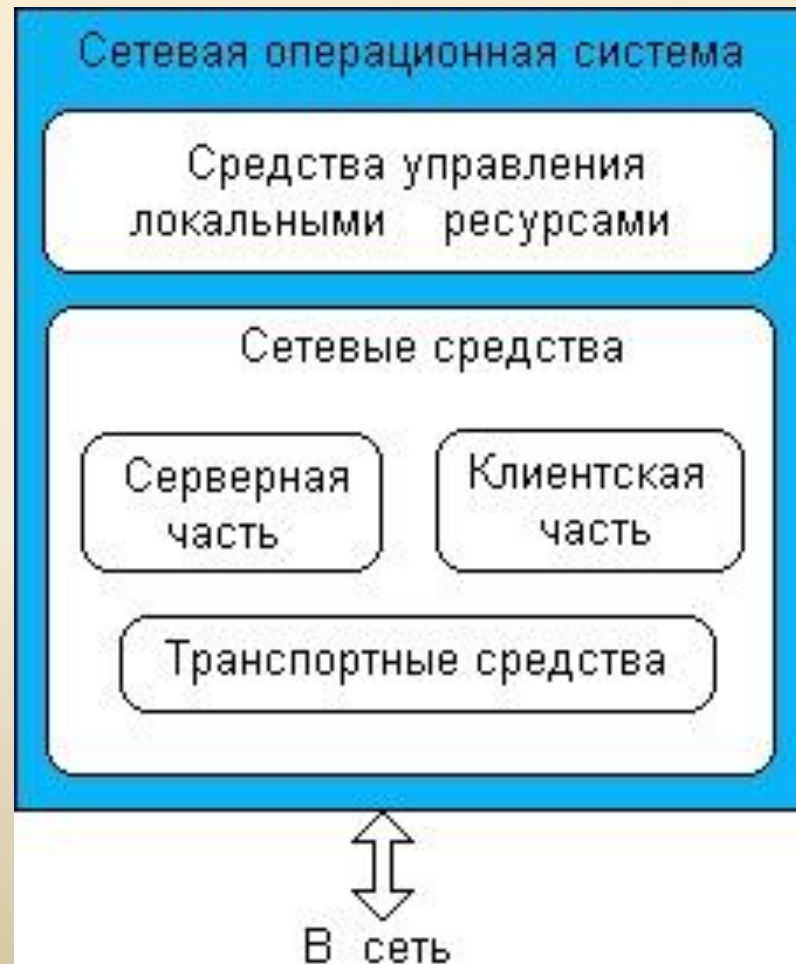 Сетевая операционная система
Средства управления
локальными ресурсами
Сетевые средства
Серверная
часть
Клиентская
часть
Транспортные средства
В сеть